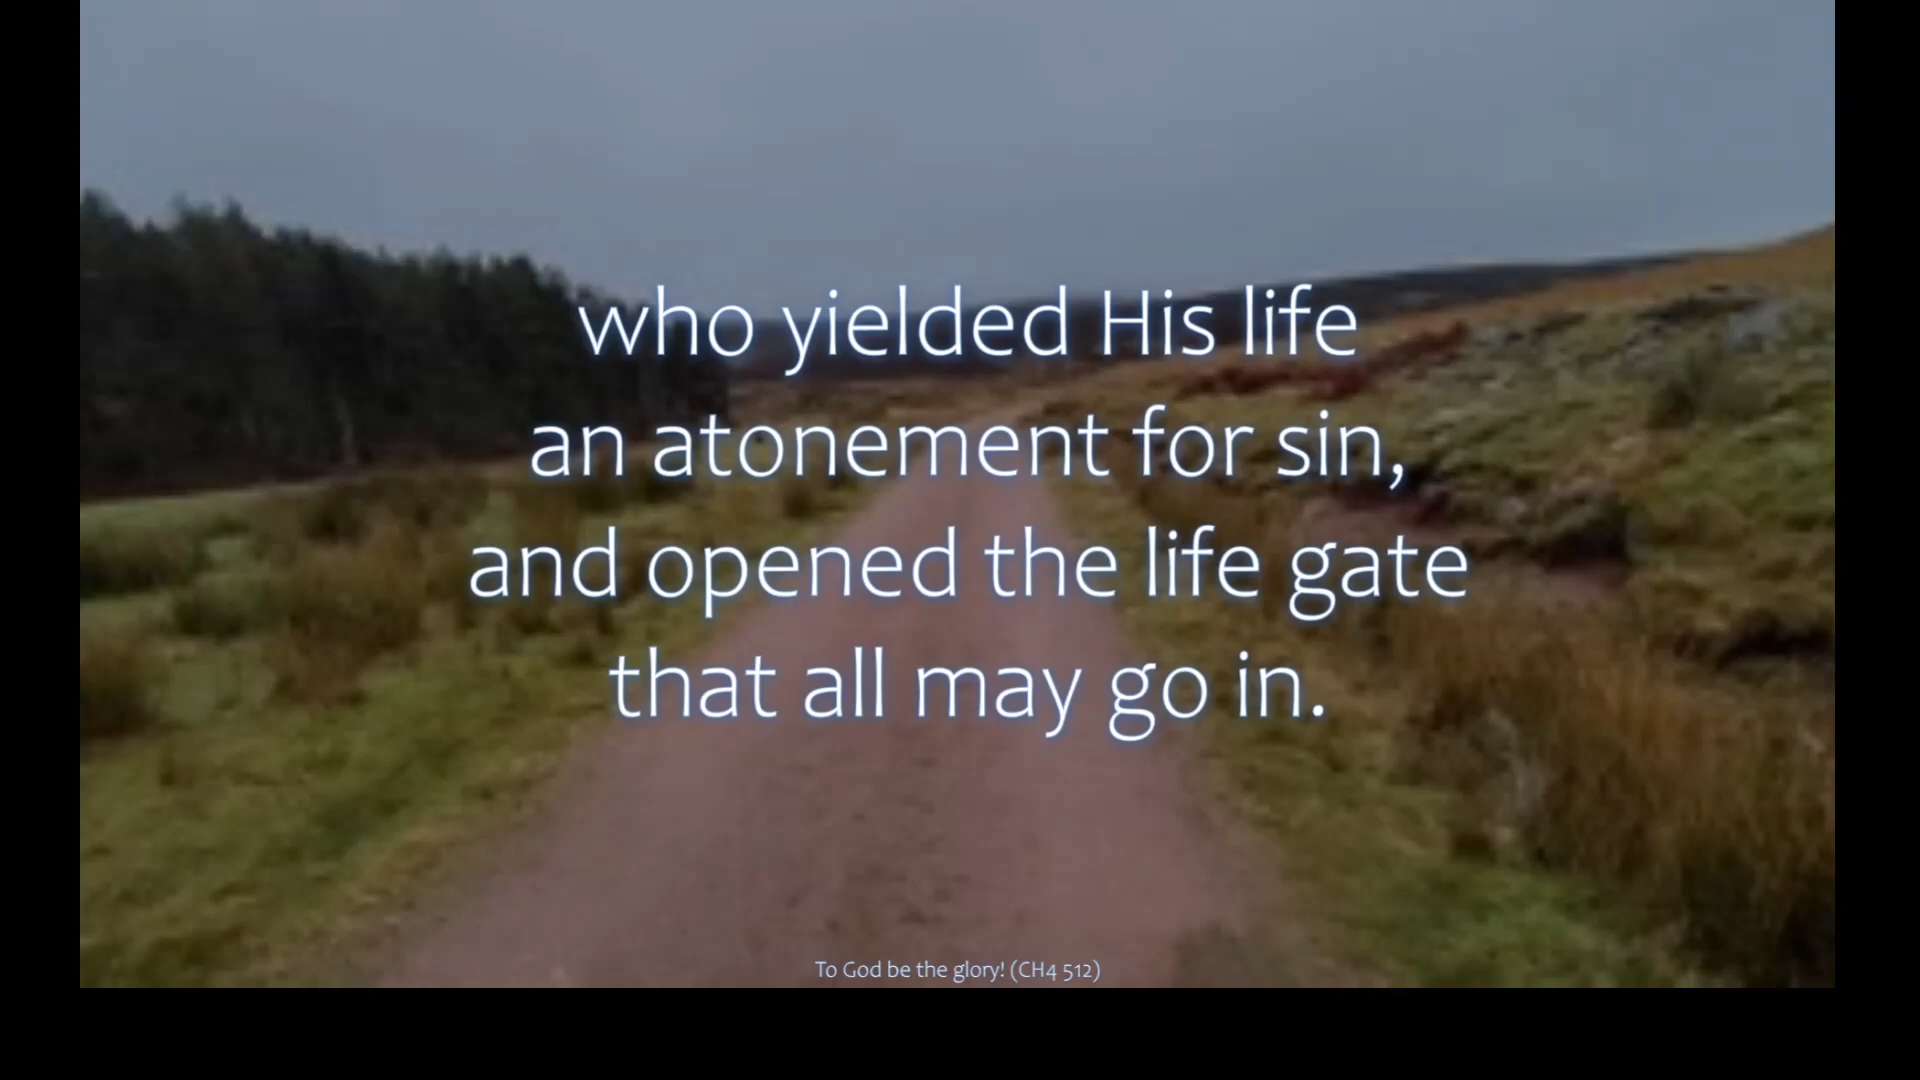 who yielded His life
an atonement for sin,
and opened the life gate
that all may go in.
To God be the glory! (CH4 512)